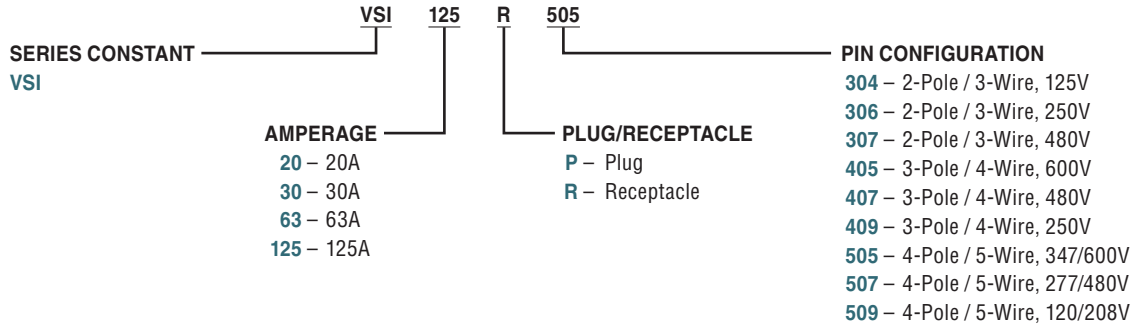 VSI 125 R 505
SERIES CONSTANT
VSI
AMPERAGE
20 – 20A
30 – 30A
63 – 63A
125 – 125A
PLUG/RECEPTACLE
P – Plug
R – Receptacle
PIN CONFIGURATION
304 – 2-Pole / 3-Wire, 125V
306 – 2-Pole / 3-Wire, 250V
307 – 2-Pole / 3-Wire, 480V
405 – 3-Pole / 4-Wire, 600V
407 – 3-Pole / 4-Wire, 480V
409 – 3-Pole / 4-Wire, 250V
505 – 4-Pole / 5-Wire, 347/600V
507 – 4-Pole / 5-Wire, 277/480V
509 – 4-Pole / 5-Wire, 120/208V